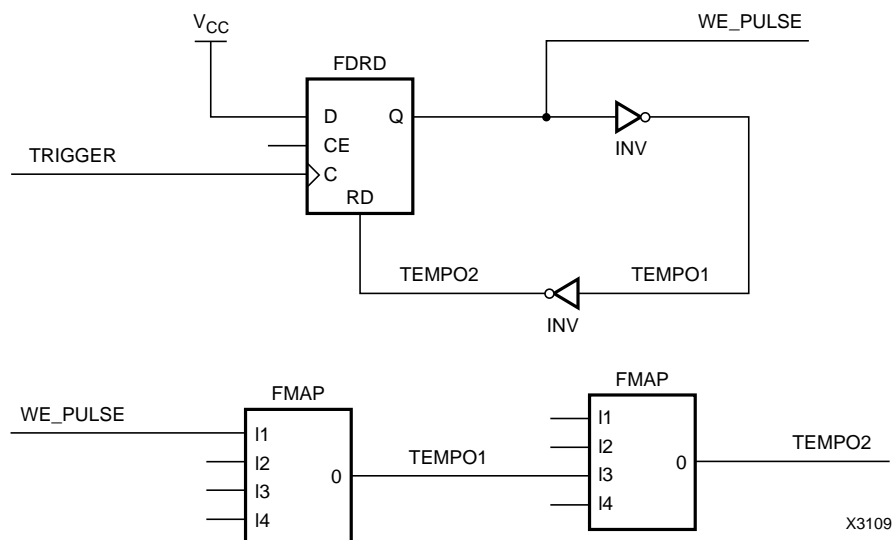 VCC
WE_PULSE
FDRD
D
Q
CE
INV
TRIGGER
C
RD
TEMPO2
TEMPO1
INV
FMAP
FMAP
WE_PULSE
I1
I1
I2
I2
TEMPO1
TEMPO2
0
0
I3
I3
I4
I4
X3109